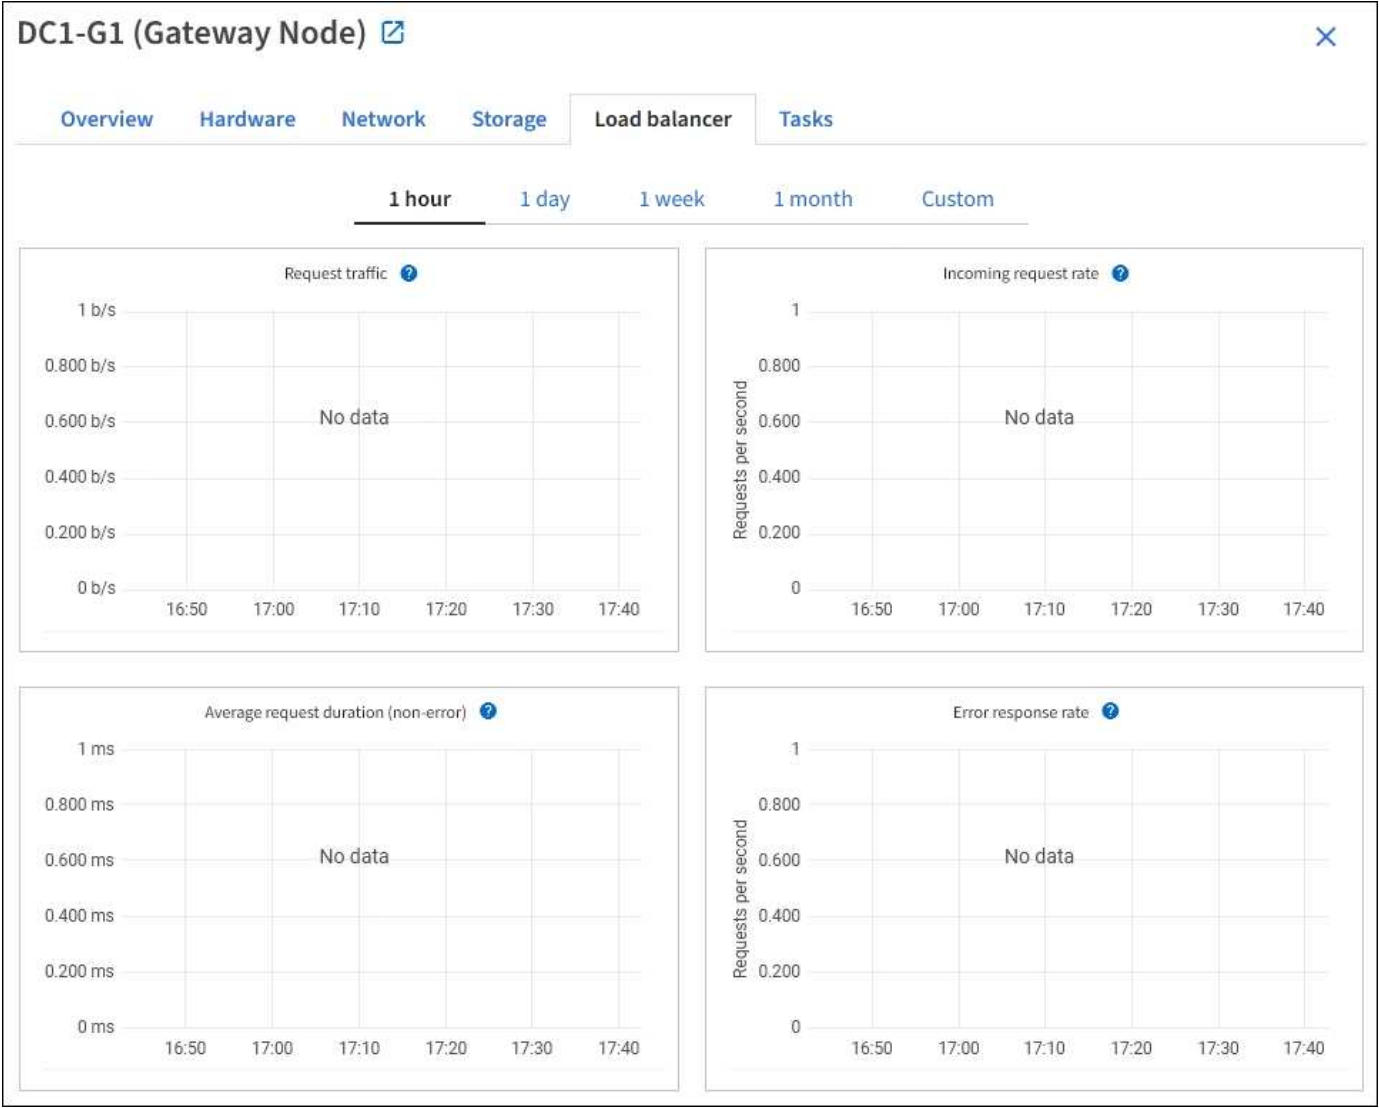 DC1-G1 (Gateway Node)
Overview Hardware Network Storage Load balancer Tasks
1 hour 1 day 1 week 1 month Custom
Request traffic
1 b/s
0.800 b/s
0.600 b/s
0.400 b/s
0.200 b/s
0 b/s
No data
16:50 17:00 17:10 17:20 17:30 17:40
Incoming request rate
Requests per second
1
0.800
0.600
0.400
0.200
0
No data
16:50 17:00 17:10 17:20 17:30 17:40
Average request duration (non-error)
1 ms
0.800 ms
0.600 ms
0.400 ms
0.200 ms
0 ms
No data
16:50 17:00 17:10 17:20 17:30 17:40
Error response rate
Requests per second
1
0.800
0.600
0.400
0.200
0
No data
16:50 17:00 17:10 17:20 17:30 17:40